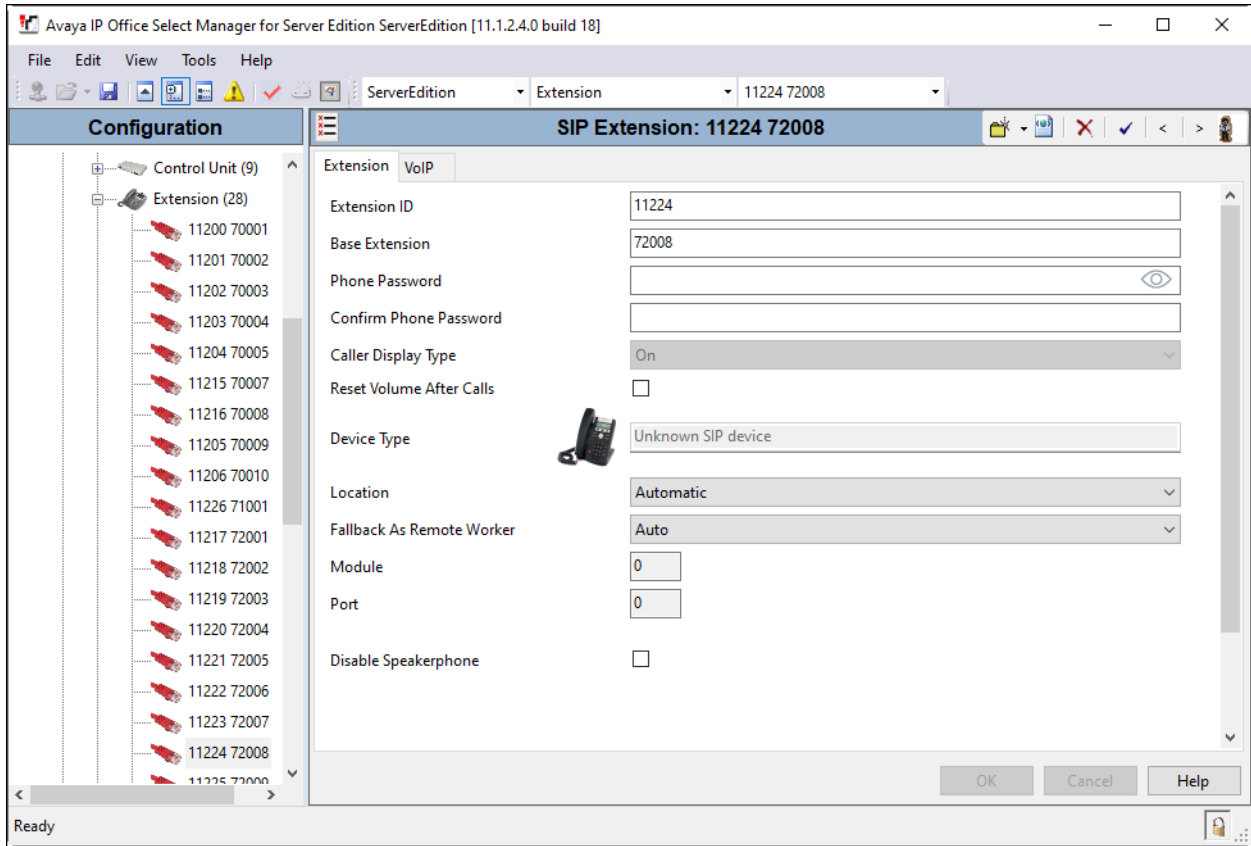 Avaya IP Office Select Manager for Server Edition ServerEdition [11.1.2.4.0 build 18]
File Edit View Tools Help
ServerEdition Extension 11224 72008
Configuration
SIP Extension: 11224 72008
Control Unit (9)
Extension (28)
11200 70001
11201 70002
11202 70003
11203 70004
11204 70005
11215 70007
11216 70008
11205 70009
11206 70010
11226 71001
11217 72001
11218 72002
11219 72003
11220 72004
11221 72005
11222 72006
11223 72007
11224 72008
11225 72009
Extension VoIP
Extension ID 11224
Base Extension 72008
Phone Password
Confirm Phone Password
Caller Display Type On
Reset Volume After Calls
Device Type Unknown SIP device
Location Automatic
Fallback As Remote Worker Auto
Module 0
Port 0
Disable Speakerphone
OK Cancel Help
Ready